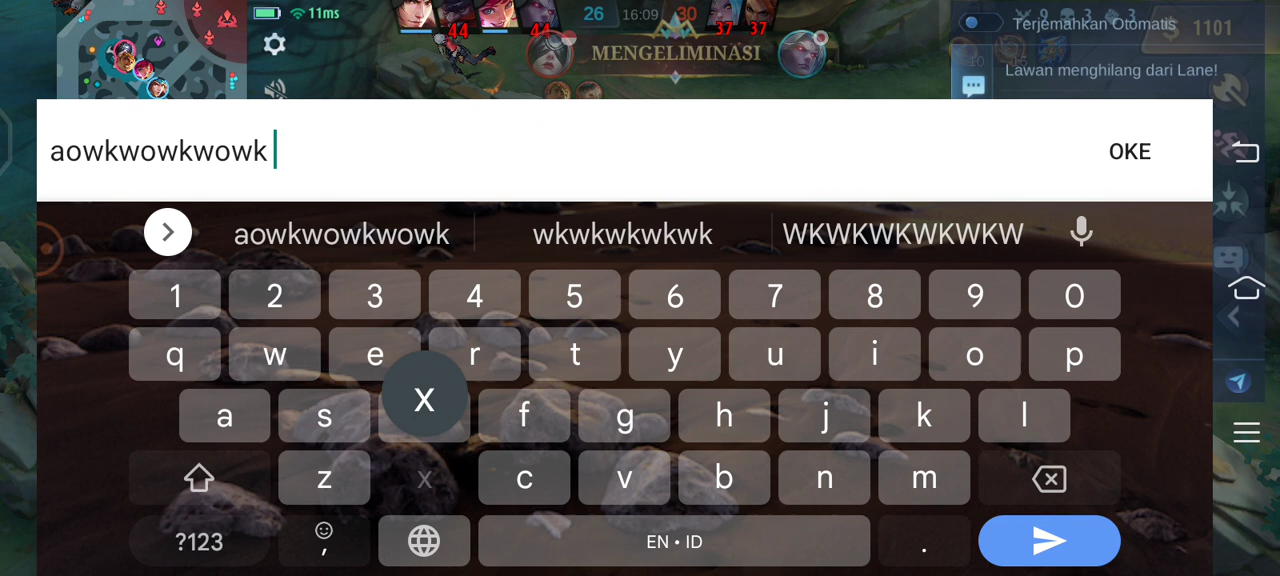 11ms
26 16:09 30
44 44 37 37
MENGELIMINASI
Terjemahkan Otomatis
1101
Lawan menghilang dari Lane!
aowkwowkwowk
OKE
aowkwowkwowk wkwkwkwkwk WKWKWKWKWKW
1 2 3 4 5 6 7 8 9 0
q w e r t y u i o p
x
a s f g h j k l
z x c v b n m
?123 , EN • ID .